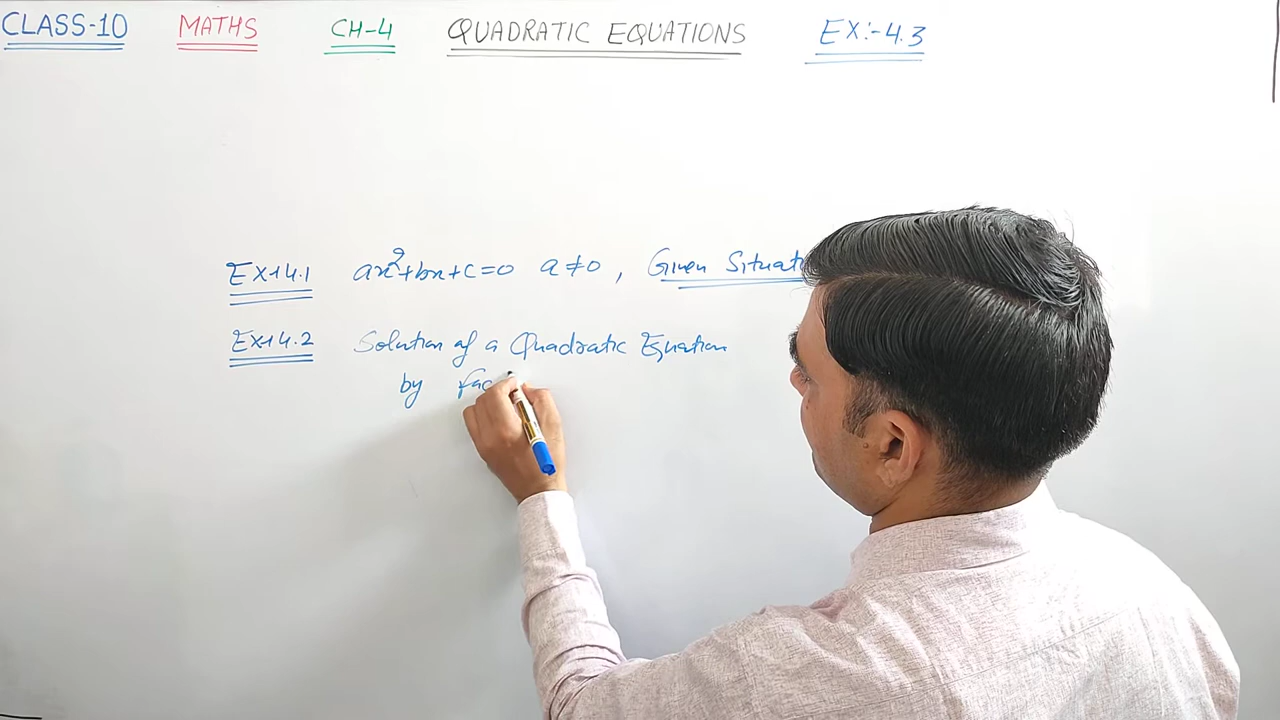 CLASS-10 MATHS CH-4 QUADRATIC EQUATIONS EX:-4.3
Ex:4.1 ax²+bx+c=0 a≠0, Given Situat
Ex:4.2 Solution of a Quadratic Equation
by fac